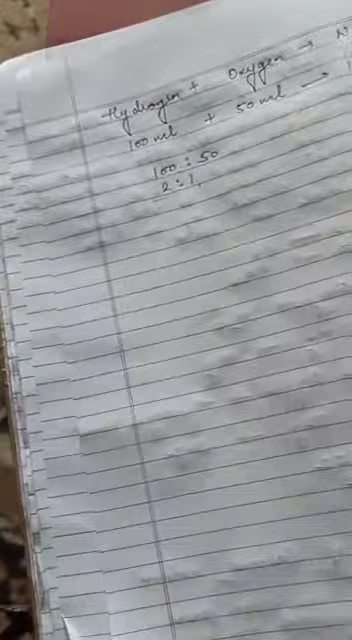 Hydrogen + Oxygen →
100 ml + 50 ml →
100 : 50
2 : 1